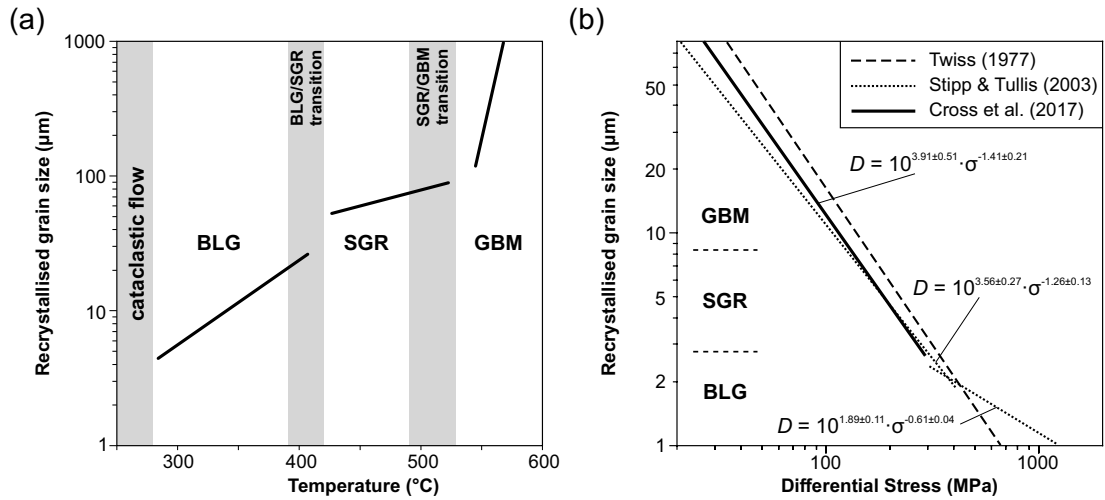 (a)
Recrystallised grain size (µm)
1000
100
10
1
cataclastic flow
BLG
BLG/SGR
transition
SGR
SGR/GBM
transition
GBM
300
400
500
600
Temperature (°C)
(b)
Recrystallised grain size (µm)
50
20
10
5
2
1
Twiss (1977)
Stipp & Tullis (2003)
Cross et al. (2017)
D = 10^3.91±0.51·σ^-1.41±0.21
GBM
SGR
D = 10^3.56±0.27·σ^-1.26±0.13
BLG
D = 10^1.89±0.11·σ^-0.61±0.04
100
1000
Differential Stress (MPa)